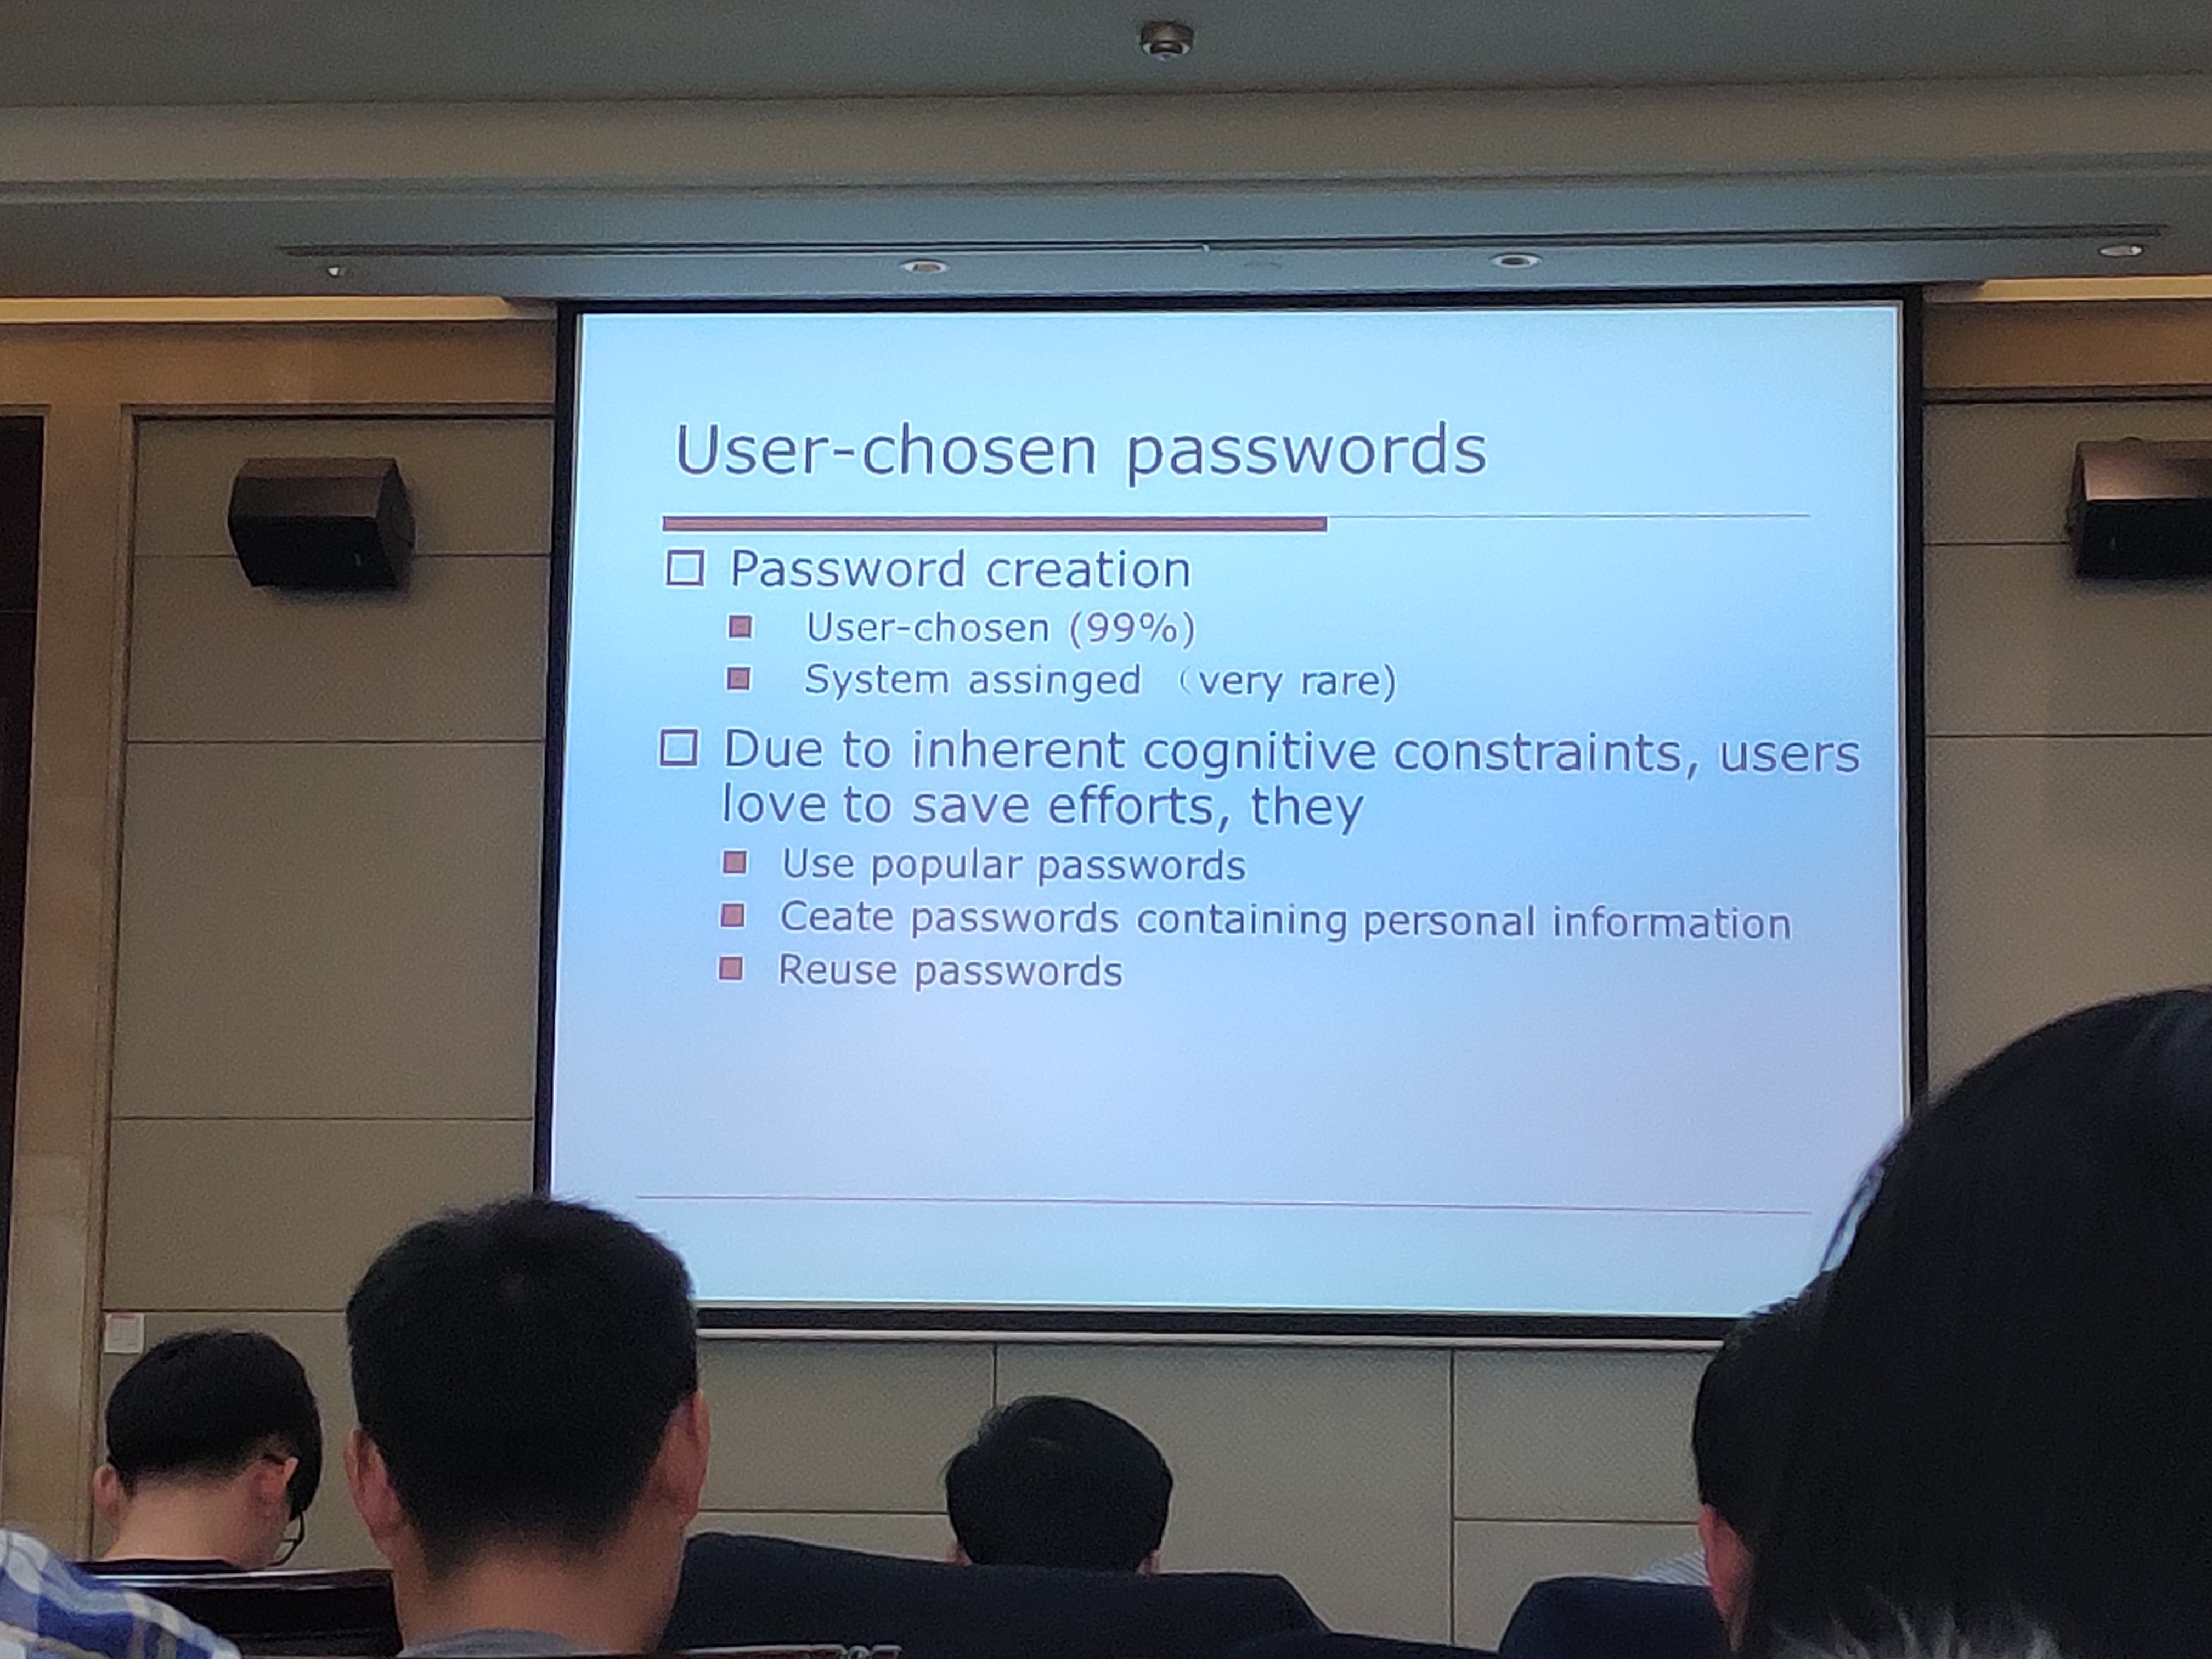 User-chosen passwords
Password creation
User-chosen (99%)
System assinged （very rare)
Due to inherent cognitive constraints, users
love to save efforts, they
Use popular passwords
Ceate passwords containing personal information
Reuse passwords